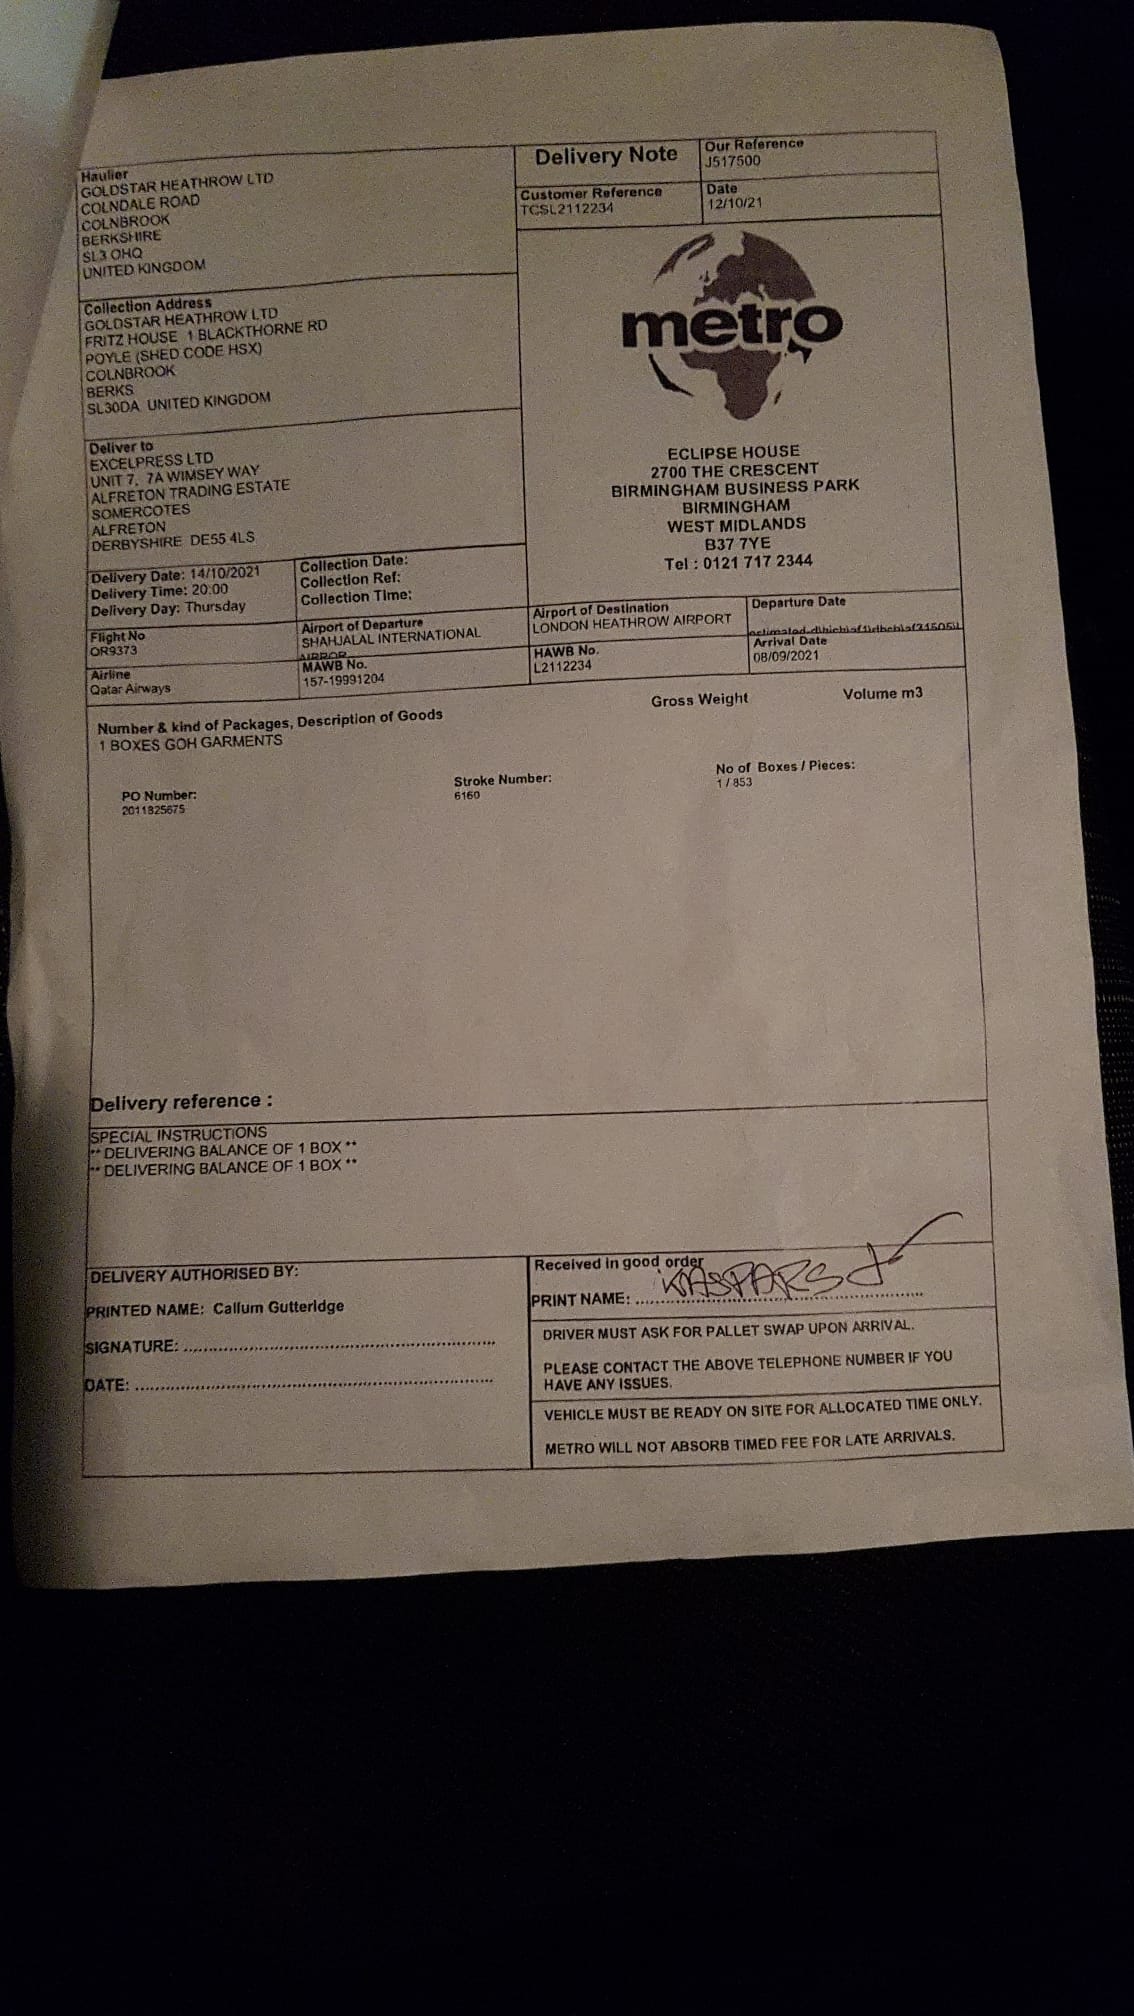 Haulier
GOLDSTAR HEATHROW LTD
COLNDALE ROAD
COLNBROOK
BERKSHIRE
SL3 OHQ
UNITED KINGDOM
Delivery Note
Our Reference
J517500
Customer Reference
TCSL2112234
Date
12/10/21
Collection Address
GOLDSTAR HEATHROW LTD
FRITZ HOUSE 1 BLACKTHORNE RD
POYLE (SHED CODE HSX)
COLNBROOK
BERKS
SL30DA UNITED KINGDOM
metro
ECLIPSE HOUSE
2700 THE CRESCENT
BIRMINGHAM BUSINESS PARK
BIRMINGHAM
WEST MIDLANDS
B37 7YE
Tel : 0121 717 2344
Deliver to
EXCELPRESS LTD
UNIT 7, 7A WIMSEY WAY
ALFRETON TRADING ESTATE
SOMERCOTES
ALFRETON
DERBYSHIRE DE55 4LS
Delivery Date: 14/10/2021
Delivery Time: 20:00
Delivery Day: Thursday
Collection Date:
Collection Ref:
Collection Time:
Flight No
QR9373
Airport of Departure
SHAHJALAL INTERNATIONAL
Airport of Destination
LONDON HEATHROW AIRPORT
Departure Date
Airline
Qatar Airways
MAWB No.
157-19991204
HAWB No.
L2112234
Arrival Date
08/09/2021
Number & kind of Packages, Description of Goods
Gross Weight
Volume m3
1 BOXES GOH GARMENTS
PO Number:
2011825675
Stroke Number:
6160
No of Boxes / Pieces:
1 / 853
Delivery reference :
SPECIAL INSTRUCTIONS
** DELIVERING BALANCE OF 1 BOX **
** DELIVERING BALANCE OF 1 BOX **
DELIVERY AUTHORISED BY:
PRINTED NAME: Callum Gutteridge
SIGNATURE:
DATE:
Received in good order
PRINT NAME: KASPARS
DRIVER MUST ASK FOR PALLET SWAP UPON ARRIVAL.
PLEASE CONTACT THE ABOVE TELEPHONE NUMBER IF YOU
HAVE ANY ISSUES.
VEHICLE MUST BE READY ON SITE FOR ALLOCATED TIME ONLY.
METRO WILL NOT ABSORB TIMED FEE FOR LATE ARRIVALS.